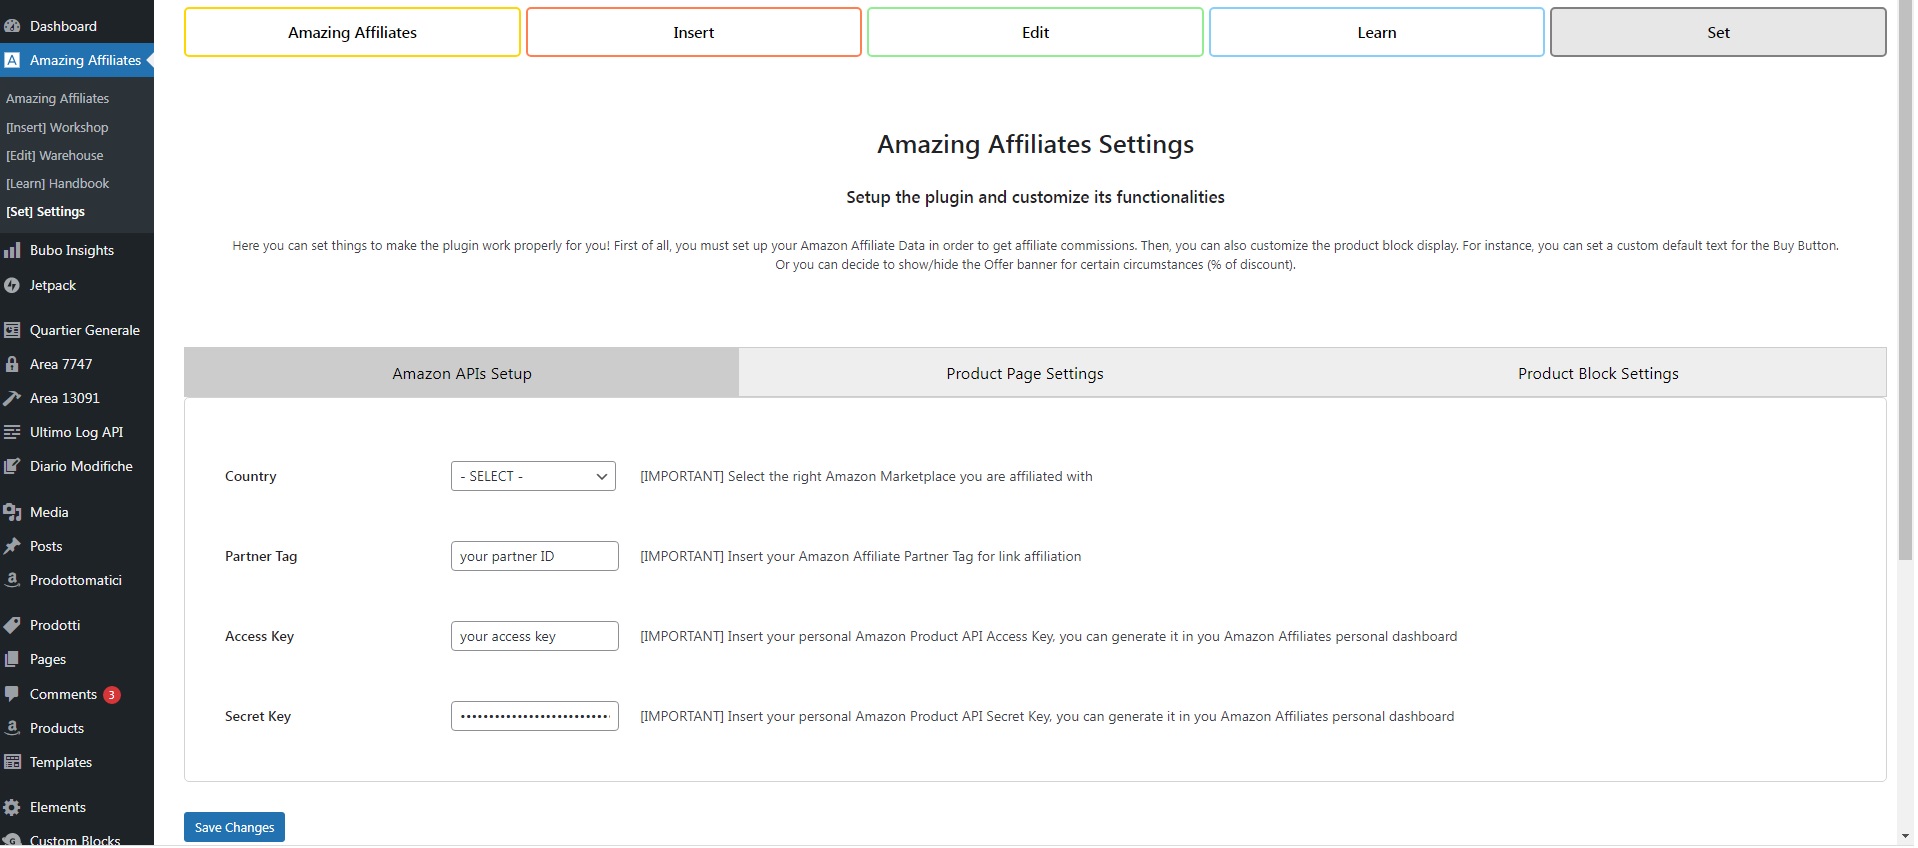 Dashboard
Amazing Affiliates
Amazing Affiliates
[Insert] Workshop
[Edit] Warehouse
[Learn] Handbook
[Set] Settings
Bubo Insights
Jetpack
Quartier Generale
Area 7747
Area 13091
Ultimo Log API
Diario Modifiche
Media
Posts
Prodottomatici
Prodotti
Pages
Comments 3
Products
Templates
Elements
Custom Blocks
Amazing Affiliates
Insert
Edit
Learn
Set
Amazing Affiliates Settings
Setup the plugin and customize its functionalities
Here you can set things to make the plugin work properly for you! First of all, you must set up your Amazon Affiliate Data in order to get affiliate commissions. Then, you can also customize the product block display. For instance, you can set a custom default text for the Buy Button.
Or you can decide to show/hide the Offer banner for certain circumstances (% of discount).
Amazon APIs Setup
Product Page Settings
Product Block Settings
Country
- SELECT -
[IMPORTANT] Select the right Amazon Marketplace you are affiliated with
Partner Tag
your partner ID
[IMPORTANT] Insert your Amazon Affiliate Partner Tag for link affiliation
Access Key
your access key
[IMPORTANT] Insert your personal Amazon Product API Access Key, you can generate it in you Amazon Affiliates personal dashboard
Secret Key
[IMPORTANT] Insert your personal Amazon Product API Secret Key, you can generate it in you Amazon Affiliates personal dashboard
Save Changes